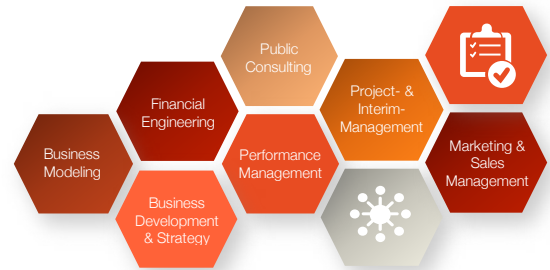 Public
Consulting
Project- &
Interim-
Management
Financial
Engineering
Marketing &
Sales
Management
Business
Modeling
Performance
Management
Business
Development
& Strategy